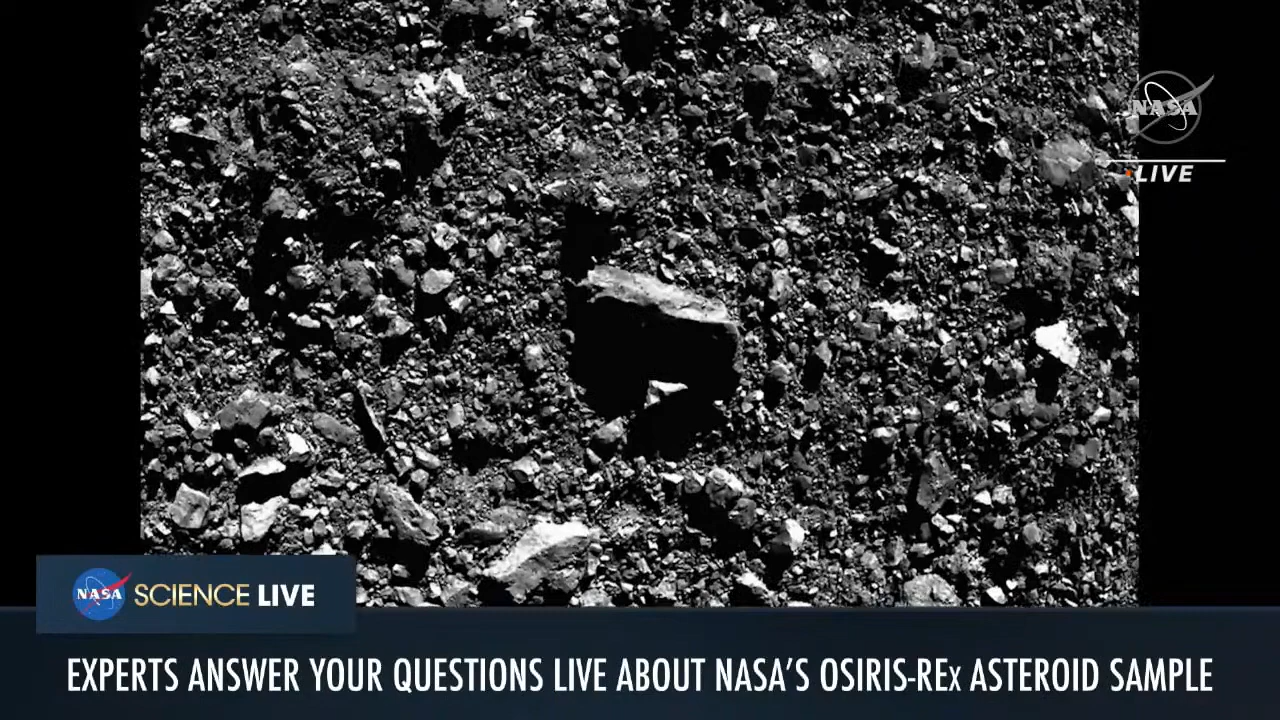 NASA
LIVE
NASA SCIENCE LIVE
EXPERTS ANSWER YOUR QUESTIONS LIVE ABOUT NASA'S OSIRIS-REx ASTEROID SAMPLE